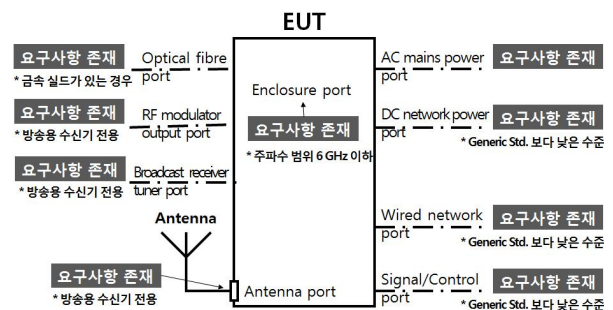 EUT
요구사항 존재
Optical fibre
port
* 금속 실드가 있는 경우
요구사항 존재
RF modulator
output port
* 방송용 수신기 전용
요구사항 존재
Broadcast receiver
tuner port
* 방송용 수신기 전용
Antenna
요구사항 존재
* 방송용 수신기 전용
Enclosure port
요구사항 존재
* 주파수 범위 6 GHz 이하
Antenna port
AC mains power
port
요구사항 존재
DC network power
port
요구사항 존재
* Generic Std. 보다 낮은 수준
Wired network
port
요구사항 존재
* Generic Std. 보다 낮은 수준
Signal/Control
port
요구사항 존재
* Generic Std. 보다 낮은 수준